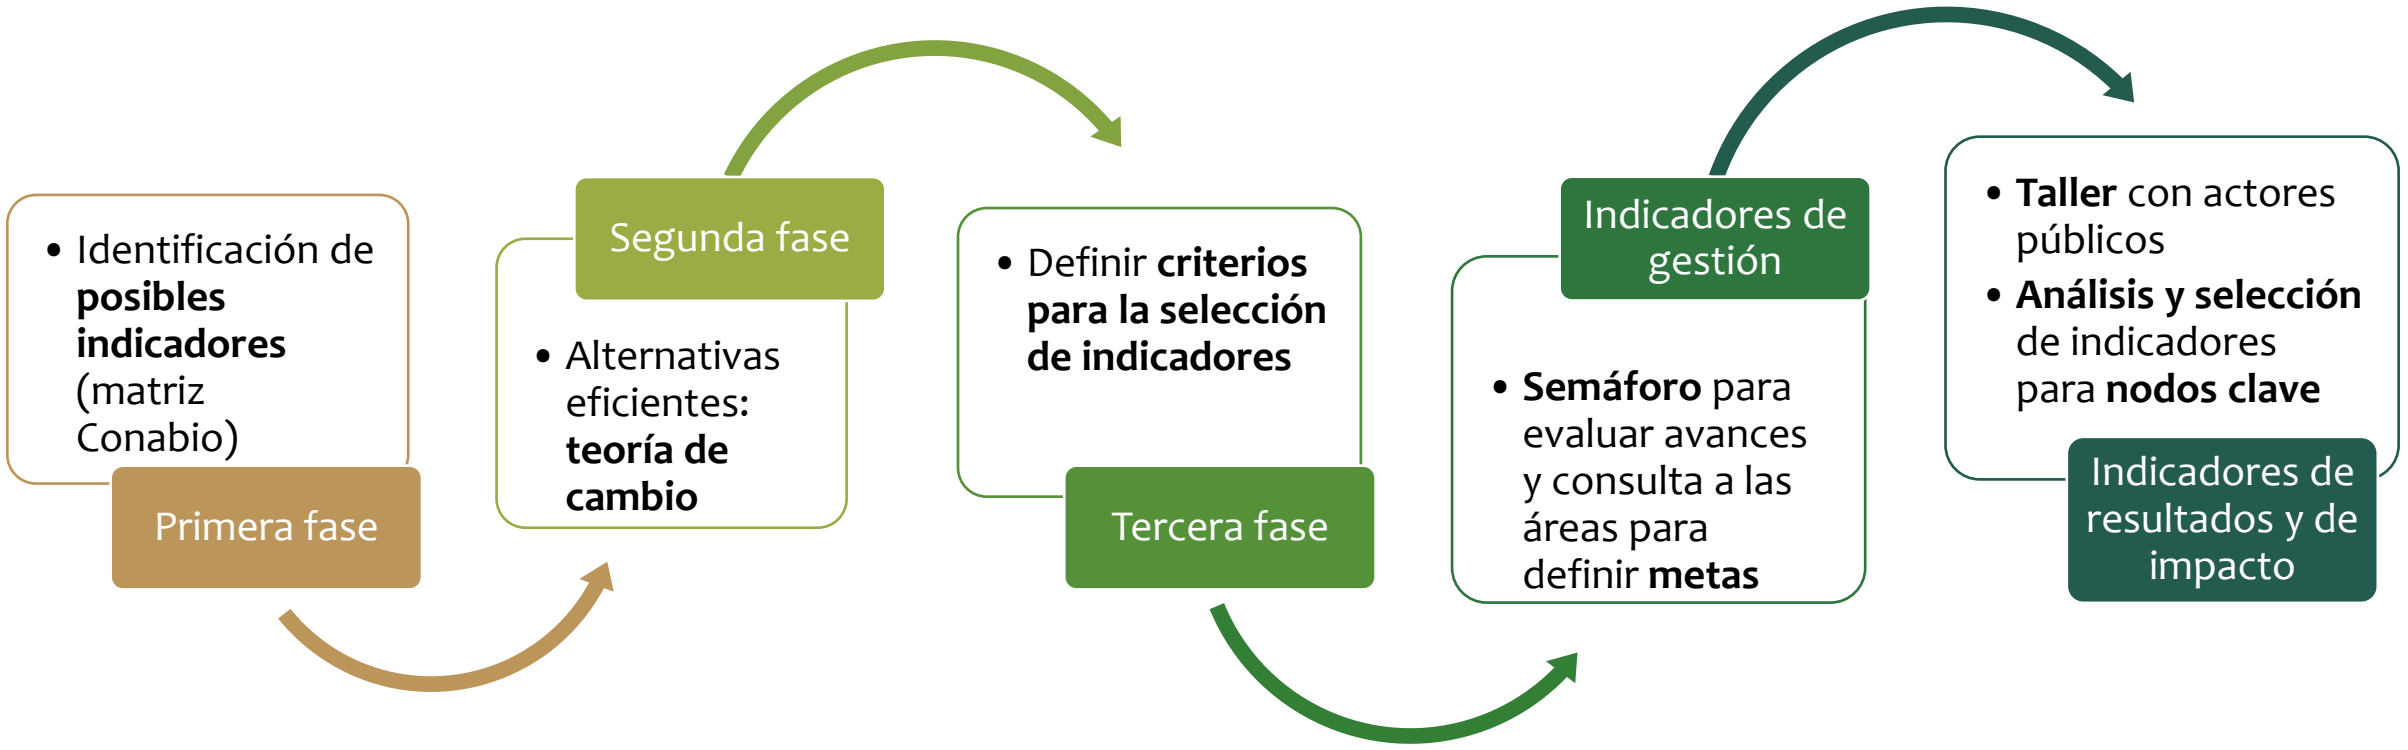 • Identificación de
posibles
indicadores
(matriz
Conabio)
Primera fase
Segunda fase
• Alternativas
eficientes:
teoría de
cambio
• Definir criterios
para la selección
de indicadores
Tercera fase
Indicadores de
gestión
• Semáforo para
evaluar avances
y consulta a las
áreas para
definir metas
• Taller con actores
públicos
• Análisis y selección
de indicadores
para nodos clave
Indicadores de
resultados y de
impacto